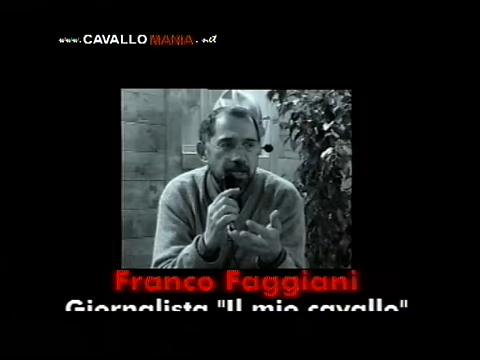 www.CAVALLOMANIA.net
Franco Faggiani
Giornalista "Il mio cavallo"